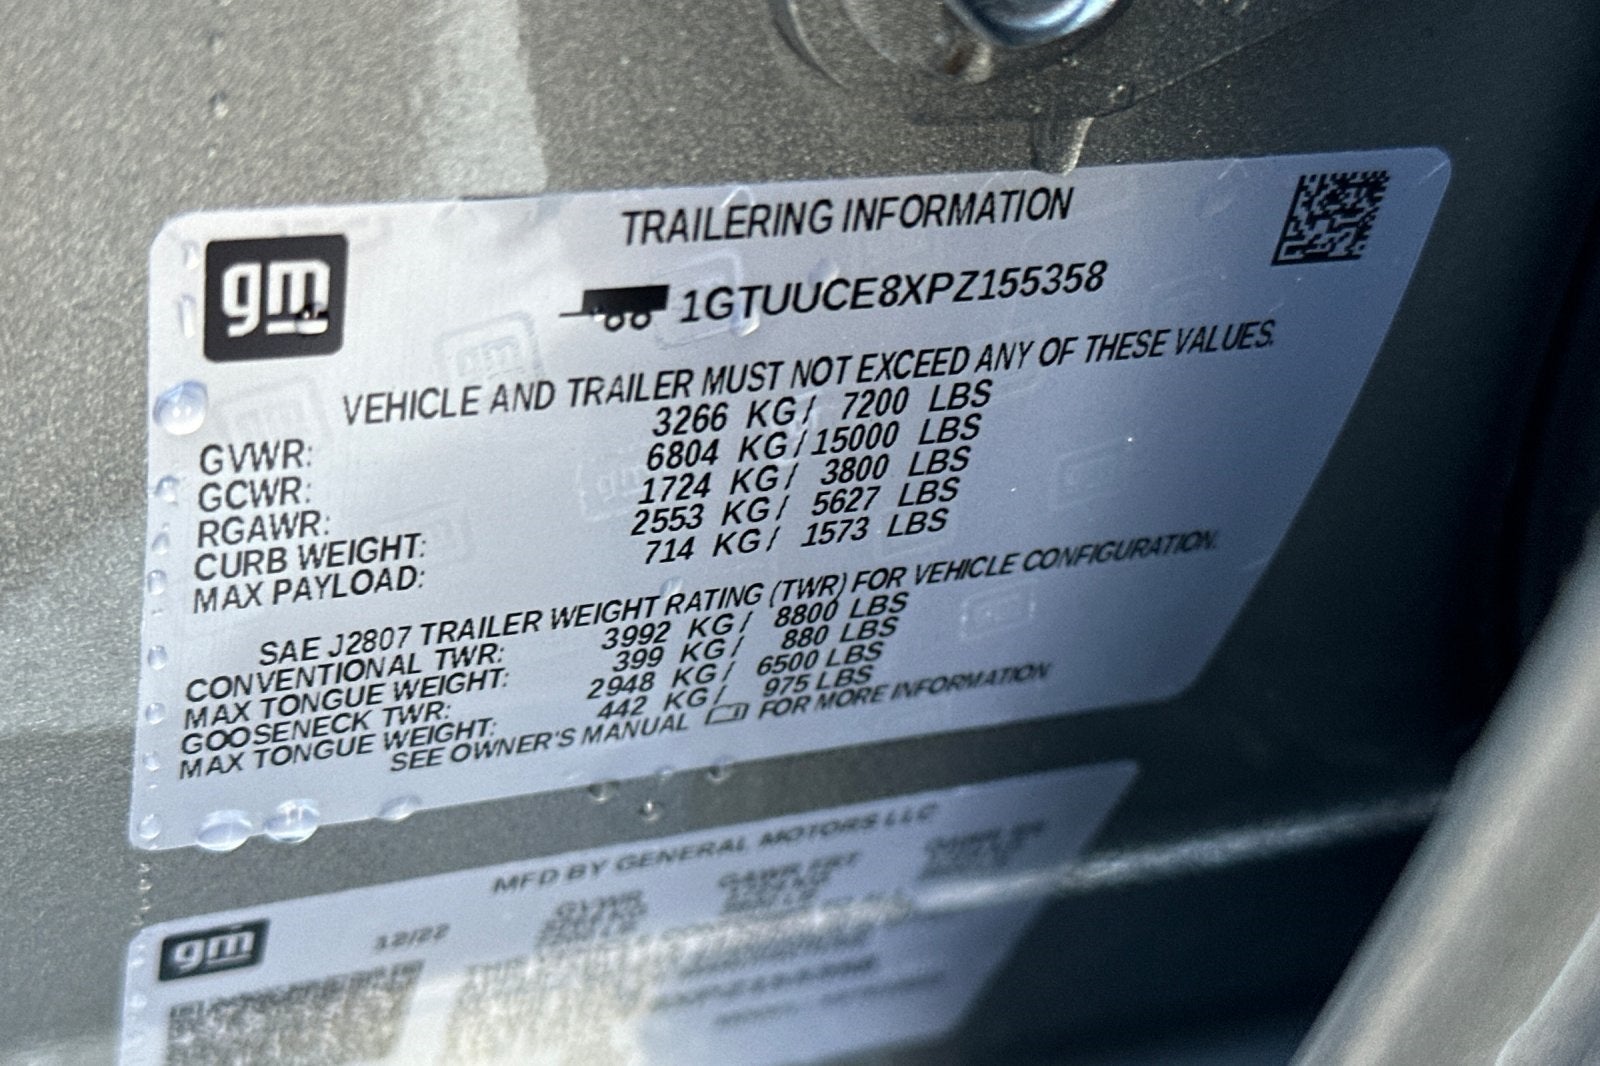 gm
TRAILERING INFORMATION
1GTUUCE8XPZ155358
VEHICLE AND TRAILER MUST NOT EXCEED ANY OF THESE VALUES.
GVWR: 3266 KG/ 7200 LBS
GCWR: 6804 KG/15000 LBS
RGAWR: 1724 KG/ 3800 LBS
CURB WEIGHT: 2553 KG/ 5627 LBS
MAX PAYLOAD: 714 KG/ 1573 LBS
SAE J2807 TRAILER WEIGHT RATING (TWR) FOR VEHICLE CONFIGURATION.
CONVENTIONAL TWR: 3992 KG/ 8800 LBS
MAX TONGUE WEIGHT: 399 KG/ 880 LBS
GOOSENECK TWR: 2948 KG/ 6500 LBS
MAX TONGUE WEIGHT: 442 KG/ 975 LBS
SEE OWNER'S MANUAL FOR MORE INFORMATION
MFD BY GENERAL MOTORS LLC
gm
12/22 GVWR GAWR FRT